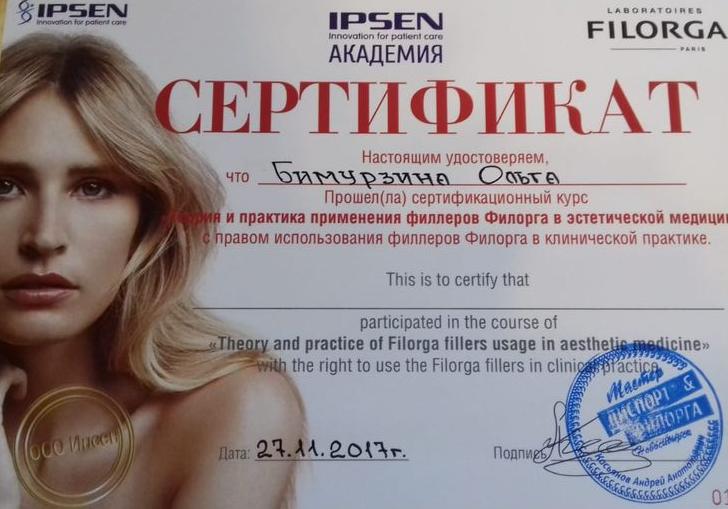 IPSEN
Innovation for patient care
IPSEN
Innovation for patient care
АКАДЕМИЯ
LABORATOIRES
FILORGA
PARIS
СЕРТИФИКАТ
Настоящим удостоверяем,
что Бимурзина Ольга
Прошел(ла) сертификационный курс
и практика применения филлеров Филорга в эстетической
с правом использования филлеров Филорга в клинической практике.
This is to certify that
participated in the course of
«Theory and practice of Filorga fillers usage in aesthetic medicine»
with the right to use the Filorga fillers in clinical practice
ООО Ипсен
Дата: 27.11.2017г.
Подпись
Мастер
ДИСПОРТ &
ФИЛОРГА
г.Новосибирск
Андрей
01